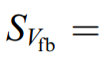 S_{V_{fb}} =